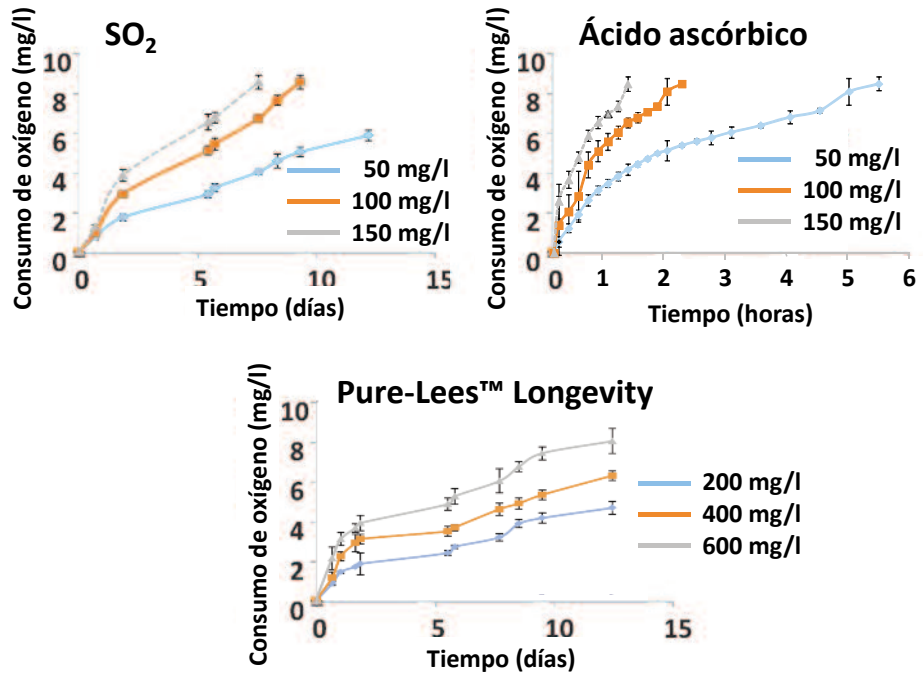 SO₂
Consumo de oxígeno (mg/l)
10
8
6
4
2
0
0
5
10
15
Tiempo (días)
50 mg/l
100 mg/l
150 mg/l
Ácido ascórbico
Consumo de oxígeno (mg/l)
10
8
6
4
2
0
0
1
2
3
4
5
6
Tiempo (horas)
50 mg/l
100 mg/l
150 mg/l
Pure-Lees™ Longevity
Consumo de oxígeno (mg/l)
10
8
6
4
2
0
0
5
10
15
Tiempo (días)
200 mg/l
400 mg/l
600 mg/l